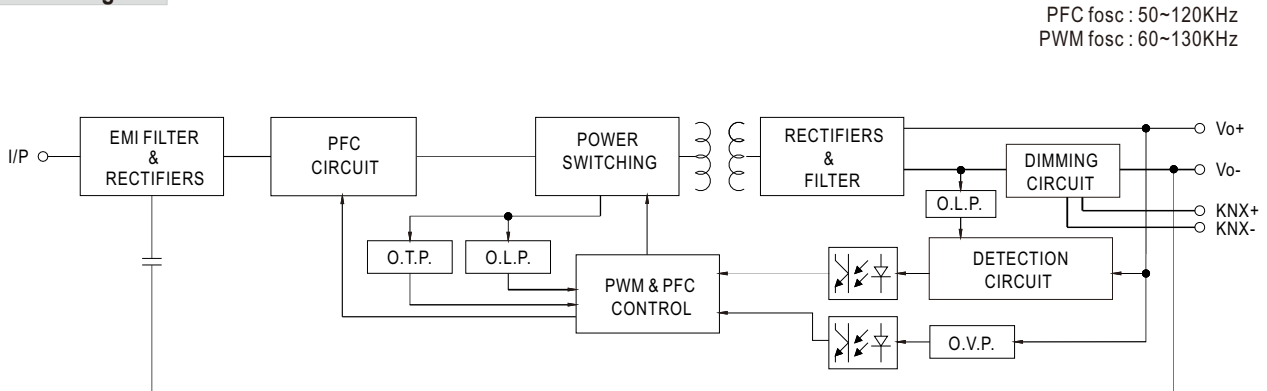 PFC fosc : 50~120KHz
PWM fosc : 60~130KHz
I/P
EMI FILTER
&
RECTIFIERS
PFC
CIRCUIT
POWER
SWITCHING
RECTIFIERS
&
FILTER
DIMMING
CIRCUIT
Vo+
Vo-
KNX+
KNX-
O.L.P.
O.T.P.
O.L.P.
PWM & PFC
CONTROL
DETECTION
CIRCUIT
O.V.P.